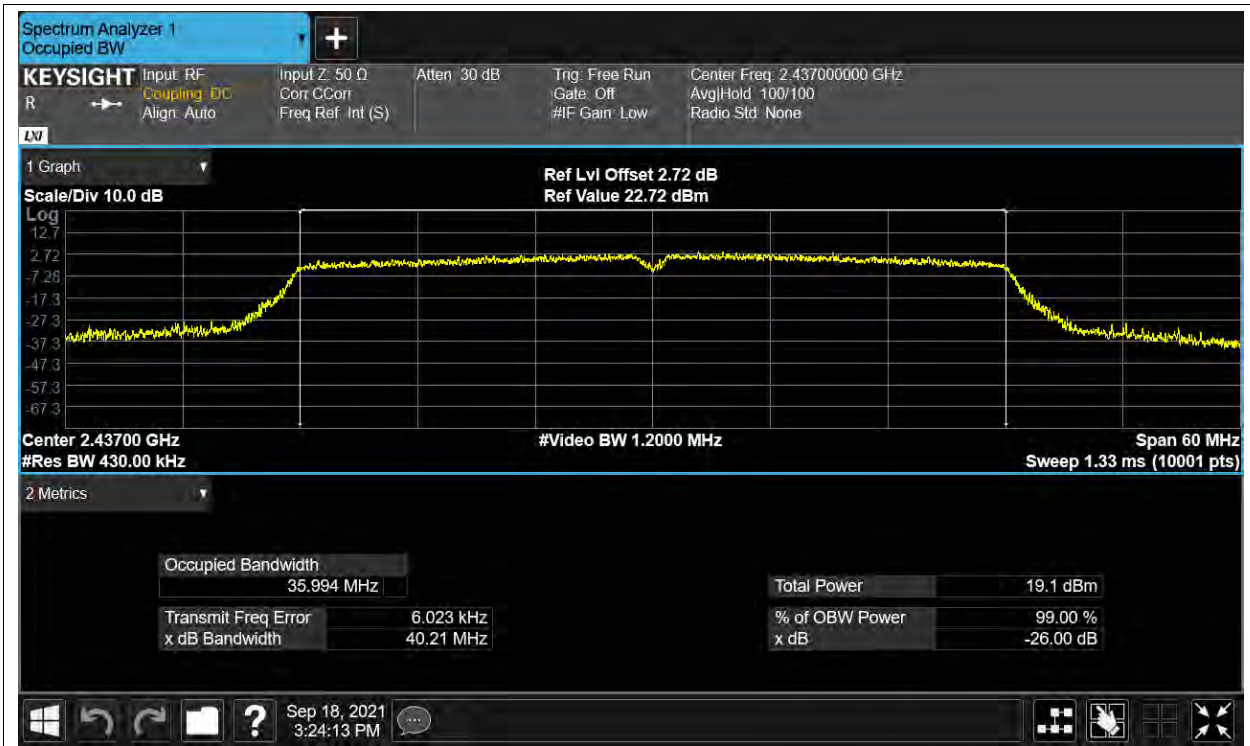 Spectrum Analyzer 1
Occupied BW
+
KEYSIGHT Input: RF Input Z: 50 Ω Atten: 30 dB Trig: Free Run Center Freq: 2.437000000 GHz
R Coupling: DC Corr CCorr Gate: Off Avg|Hold: 100/100
Align: Auto Freq Ref: Int (S) #IF Gain: Low Radio Std: None
LXI
1 Graph
Ref Lvl Offset 2.72 dB
Scale/Div 10.0 dB Ref Value 22.72 dBm
Log
12.7
2.72
-7.28
-17.3
-27.3
-37.3
-47.3
-57.3
-67.3
Center 2.43700 GHz #Video BW 1.2000 MHz Span 60 MHz
#Res BW 430.00 kHz Sweep 1.33 ms (10001 pts)
2 Metrics
Occupied Bandwidth
35.994 MHz Total Power 19.1 dBm
Transmit Freq Error 6.023 kHz % of OBW Power 99.00 %
x dB Bandwidth 40.21 MHz x dB -26.00 dB
? Sep 18, 2021
3:24:13 PM